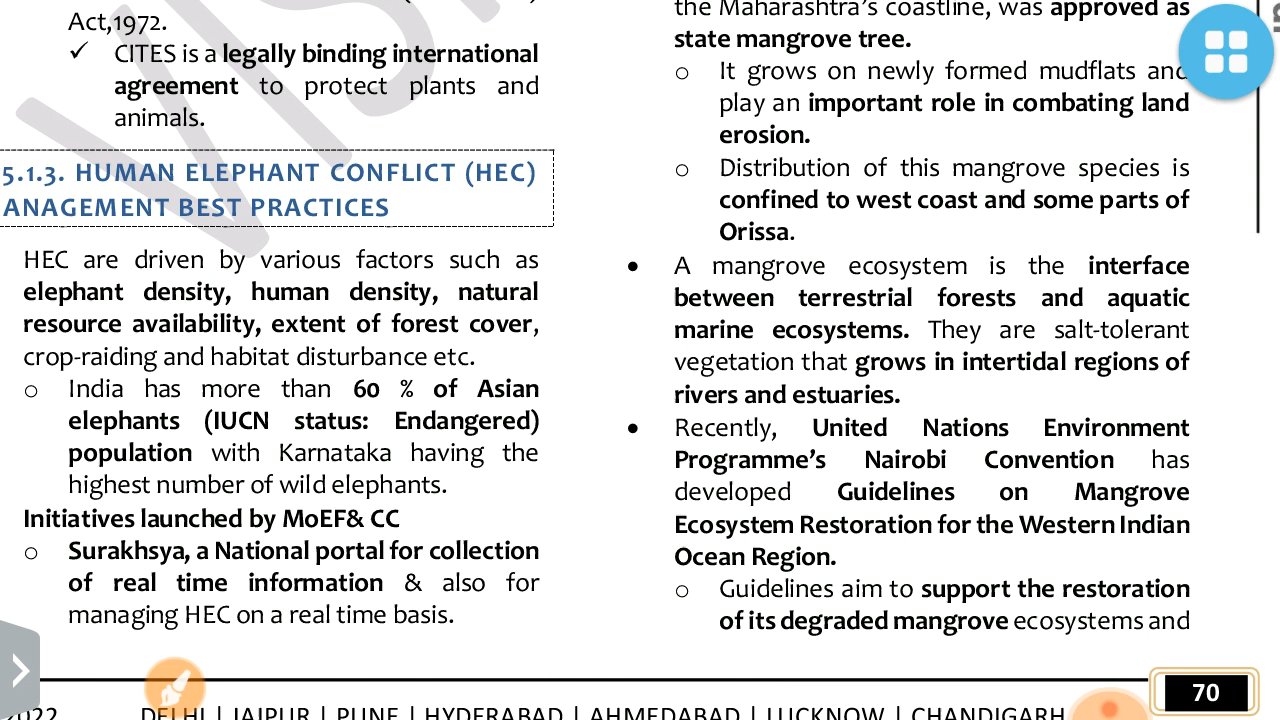 Act,1972.
✓ CITES is a legally binding international
agreement to protect plants and
animals.
5.1.3. HUMAN ELEPHANT CONFLICT (HEC)
ANAGEMENT BEST PRACTICES
HEC are driven by various factors such as
elephant density, human density, natural
resource availability, extent of forest cover,
crop-raiding and habitat disturbance etc.
o India has more than 60 % of Asian
elephants (IUCN status: Endangered)
population with Karnataka having the
highest number of wild elephants.
Initiatives launched by MoEF& CC
o Surakhsya, a National portal for collection
of real time information & also for
managing HEC on a real time basis.
the Maharashtra's coastline, was approved as
state mangrove tree.
o It grows on newly formed mudflats and
play an important role in combating land
erosion.
o Distribution of this mangrove species is
confined to west coast and some parts of
Orissa.
• A mangrove ecosystem is the interface
between terrestrial forests and aquatic
marine ecosystems. They are salt-tolerant
vegetation that grows in intertidal regions of
rivers and estuaries.
• Recently, United Nations Environment
Programme's Nairobi Convention has
developed Guidelines on Mangrove
Ecosystem Restoration for the Western Indian
Ocean Region.
o Guidelines aim to support the restoration
of its degraded mangrove ecosystems and
70
2022 DELHI | JAIPUR | PUNE | HYDERABAD | AHMEDABAD | LUCKNOW | CHANDIGARH